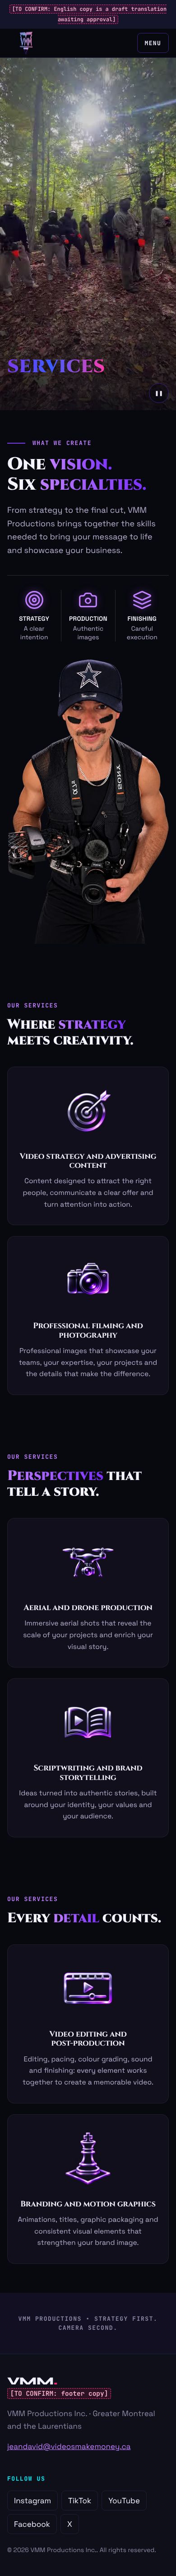 [TO CONFIRM: English copy is a draft translation
awaiting approval]
VMM
MENU
SERVICES
WHAT WE CREATE
One vision.
Six specialties.
From strategy to the final cut, VMM
Productions brings together the skills
needed to bring your message to life
and showcase your business.
STRATEGY
A clear
intention
PRODUCTION
Authentic
images
FINISHING
Careful
execution
OUR SERVICES
Where strategy
meets creativity.
Video strategy and advertising
content
Content designed to attract the right
people, communicate a clear offer and
turn attention into action.
Professional filming and
photography
Professional images that showcase your
teams, your expertise, your projects and
the details that make the difference.
OUR SERVICES
Perspectives that
tell a story.
Aerial and drone production
Immersive aerial shots that reveal the
scale of your projects and enrich your
visual story.
Scriptwriting and brand
storytelling
Ideas turned into authentic stories, built
around your identity, your values and
your audience.
OUR SERVICES
Every detail counts.
Video editing and
post-production
Editing, pacing, colour grading, sound
and finishing: every element works
together to create a memorable video.
Branding and motion graphics
Animations, titles, graphic packaging and
consistent visual elements that
strengthen your brand image.
VMM PRODUCTIONS • STRATEGY FIRST.
CAMERA SECOND.
VMM.
[TO CONFIRM: footer copy]
VMM Productions Inc. · Greater Montreal
and the Laurentians
jeandavid@videosmakemoney.ca
FOLLOW US
Instagram
TikTok
YouTube
Facebook
X
© 2026 VMM Productions Inc.. All rights reserved.